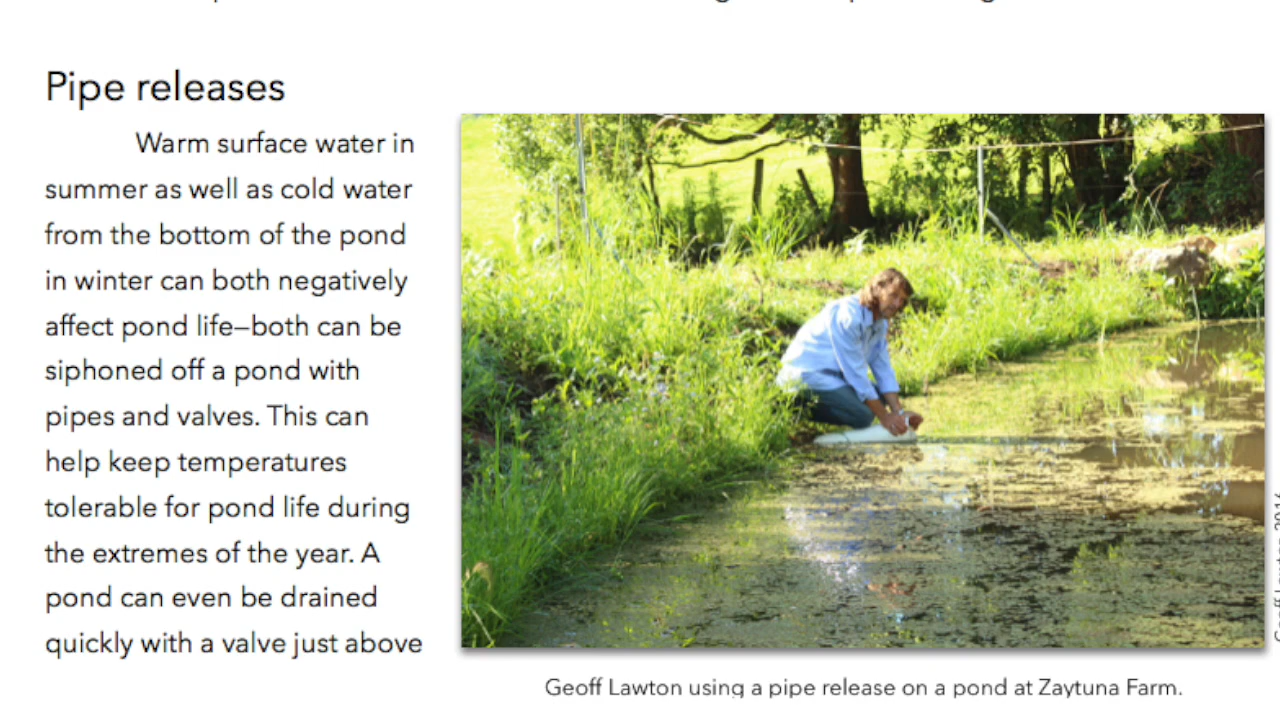 Pipe releases
Warm surface water in
summer as well as cold water
from the bottom of the pond
in winter can both negatively
affect pond life–both can be
siphoned off a pond with
pipes and valves. This can
help keep temperatures
tolerable for pond life during
the extremes of the year. A
pond can even be drained
quickly with a valve just above
Geoff Lawton using a pipe release on a pond at Zaytuna Farm.